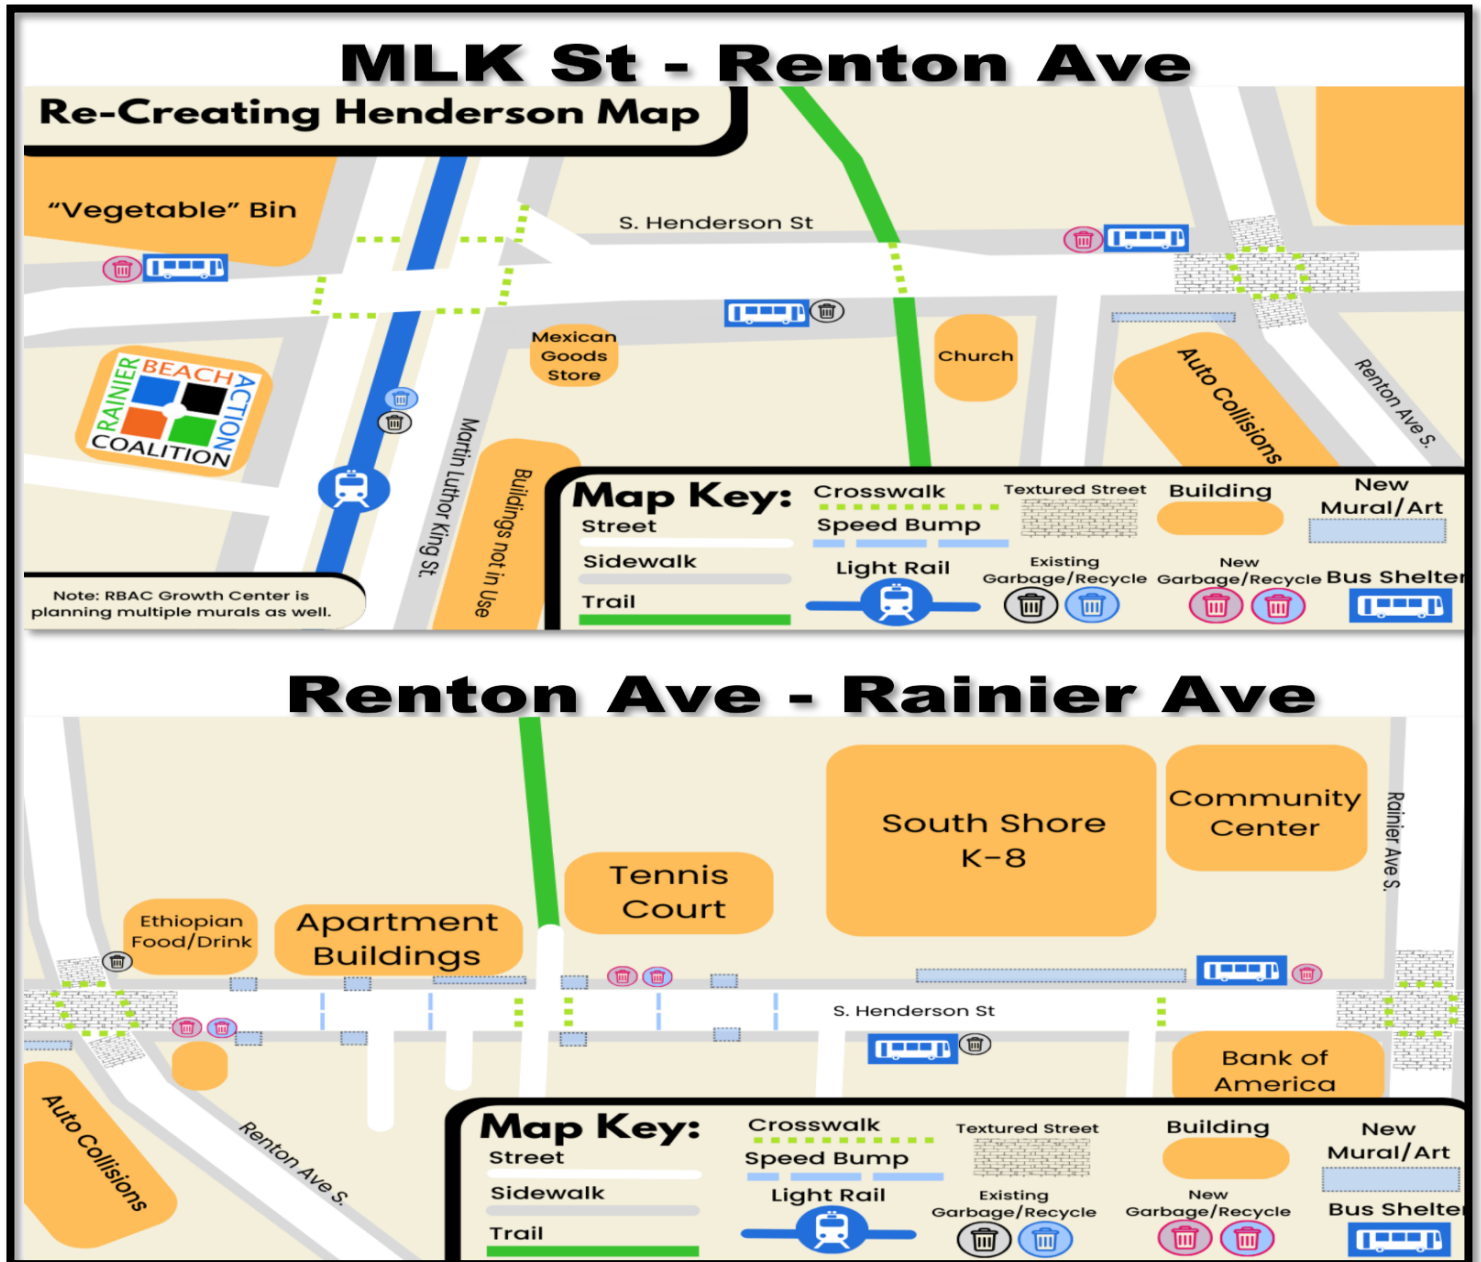 MLK St - Renton Ave
Re-Creating Henderson Map
"Vegetable" Bin
S. Henderson St
Mexican
Goods
Store
Church
Auto Collisions
Renton Ave S.
RAINIER
BEACH
ACTION
COALITION
Martin Luthor King St.
Buildings not in Use
Note: RBAC Growth Center is
planning multiple murals as well.
Map Key:
Street
Sidewalk
Trail
Crosswalk
Speed Bump
Light Rail
Textured Street
Existing
Garbage/Recycle
Building
New
Garbage/Recycle
New
Mural/Art
Bus Shelter
Renton Ave - Rainier Ave
Ethiopian
Food/Drink
Apartment
Buildings
Tennis
Court
South Shore
K-8
Community
Center
Rainier Ave S.
S. Henderson St
Bank of
America
Auto Collisions
Renton Ave S.
Map Key:
Street
Sidewalk
Trail
Crosswalk
Speed Bump
Light Rail
Textured Street
Existing
Garbage/Recycle
Building
New
Garbage/Recycle
New
Mural/Art
Bus Shelter